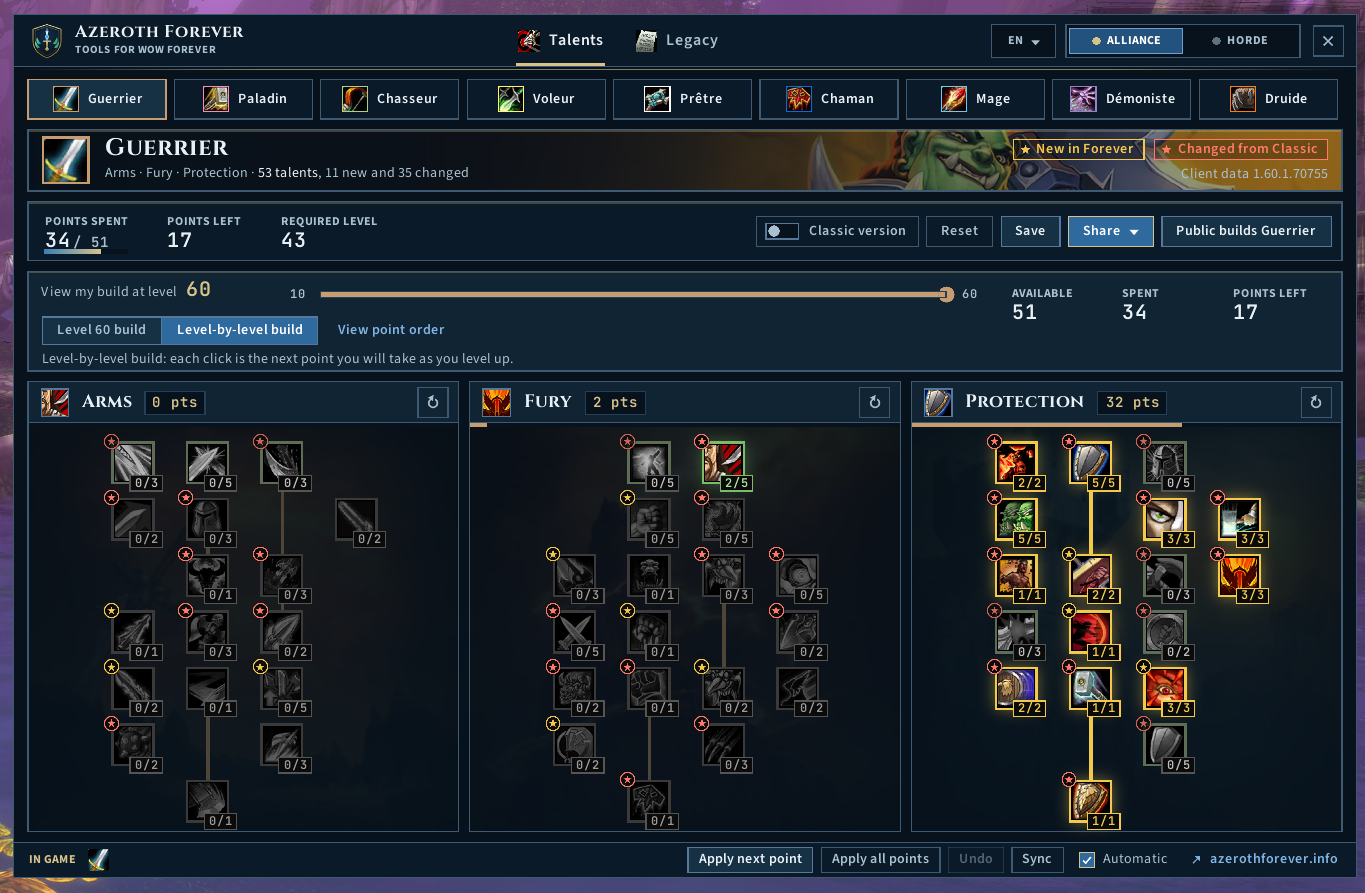 AZEROTH FOREVER
TOOLS FOR WOW FOREVER
Talents
Legacy
EN
ALLIANCE
HORDE
Guerrier
Paladin
Chasseur
Voleur
Prêtre
Chaman
Mage
Démoniste
Druide
GUERRIER
Arms · Fury · Protection · 53 talents, 11 new and 35 changed
New in Forever
Changed from Classic
Client data 1.60.1.70755
POINTS SPENT
34/ 51
POINTS LEFT
17
REQUIRED LEVEL
43
Classic version
Reset
Save
Share
Public builds Guerrier
View my build at level 60
10
60
AVAILABLE
51
SPENT
34
POINTS LEFT
17
Level 60 build
Level-by-level build
View point order
Level-by-level build: each click is the next point you will take as you level up.
ARMS
0 pts
0/3 0/5 0/3
0/2 0/3 0/2
0/1 0/3
0/1 0/3 0/2
0/2 0/1 0/5
0/2 0/3
0/1
FURY
2 pts
0/5 2/5
0/5 0/5
0/3 0/1 0/3 0/5
0/5 0/1 0/2
0/2 0/1 0/2 0/2
0/2 0/3
0/1
PROTECTION
32 pts
2/2 5/5 0/5
5/5 3/3 3/3
1/1 2/2 0/3 3/3
0/3 1/1 0/2
2/2 1/1 3/3
0/5
1/1
IN GAME
Apply next point
Apply all points
Undo
Sync
Automatic
azerothforever.info